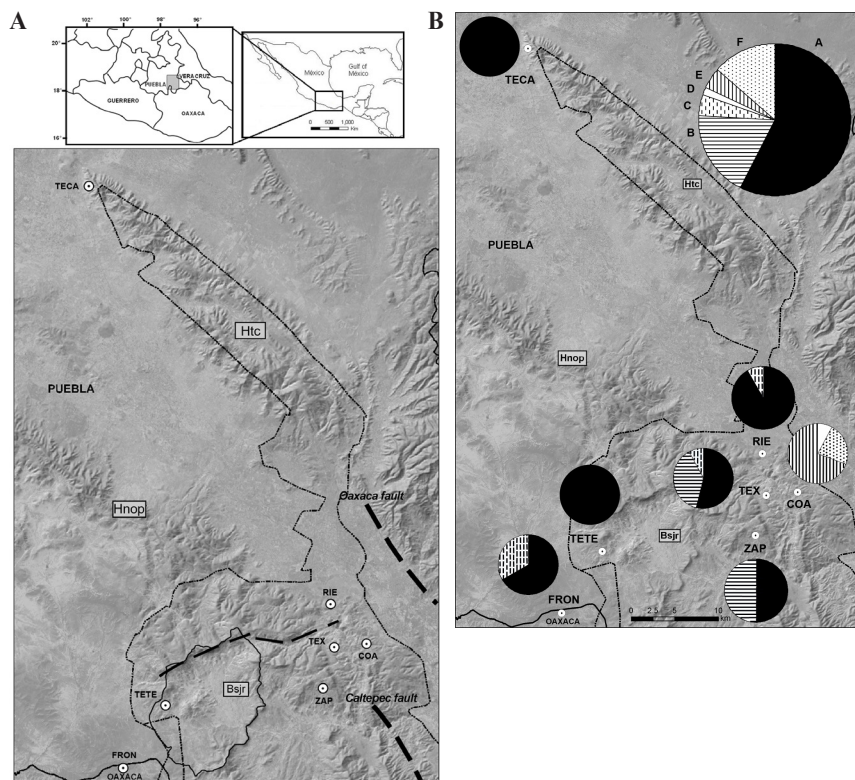 A
102° 100° 98° 96°
20°
18°
16°
PUEBLA
VERACRUZ
GUERRERO
OAXACA
México
Gulf of
México
0 500 1,000
Km
TECA
Htc
PUEBLA
Hnop
Oaxaca fault
RIE
TEX
COA
Bsjr
TETE
ZAP
Caltepec fault
FRON
OAXACA
B
TECA
F
A
E
D
C
B
Htc
PUEBLA
Hnop
RIE
TEX
COA
Bsjr
TETE
ZAP
FRON
OAXACA
0 2.5 5 10
km